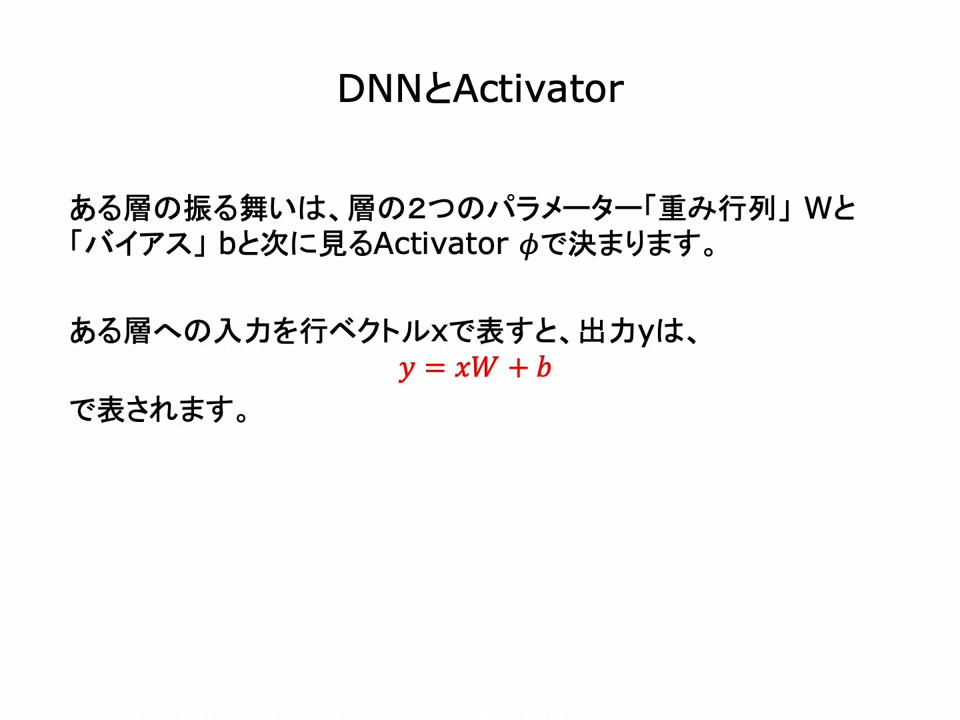 DNNとActivator
ある層の振る舞いは、層の２つのパラメーター「重み行列」 Wと
「バイアス」 bと次に見るActivator 𝜙で決まります。
ある層への入力を行ベクトルxで表すと、出力yは、
𝑦 = 𝑥𝑊 + 𝑏
で表されます。